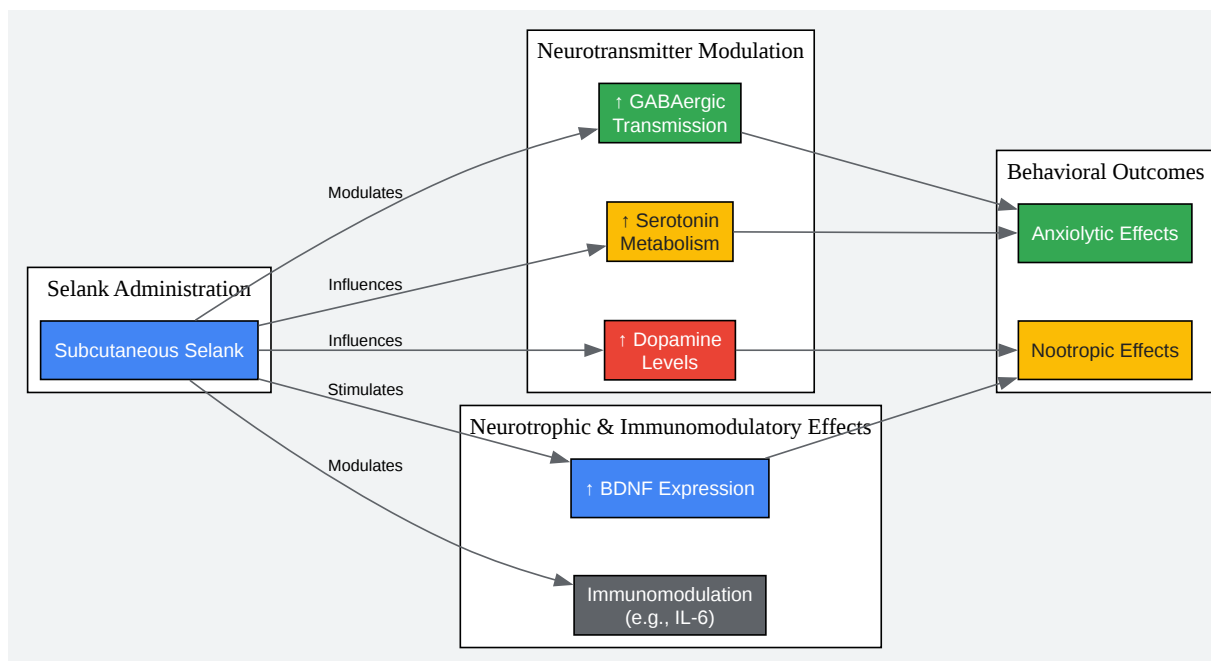 Neurotransmitter Modulation
↑ GABAergic
Transmission
Behavioral Outcomes
Modulates
↑ Serotonin
Metabolism
Anxiolytic Effects
Selank Administration
Influences
Subcutaneous Selank
Influences
↑ Dopamine
Levels
Nootropic Effects
Stimulates
Neurotrophic & Immunomodulatory Effects
Modulates
↑ BDNF Expression
Immunomodulation
(e.g., IL-6)